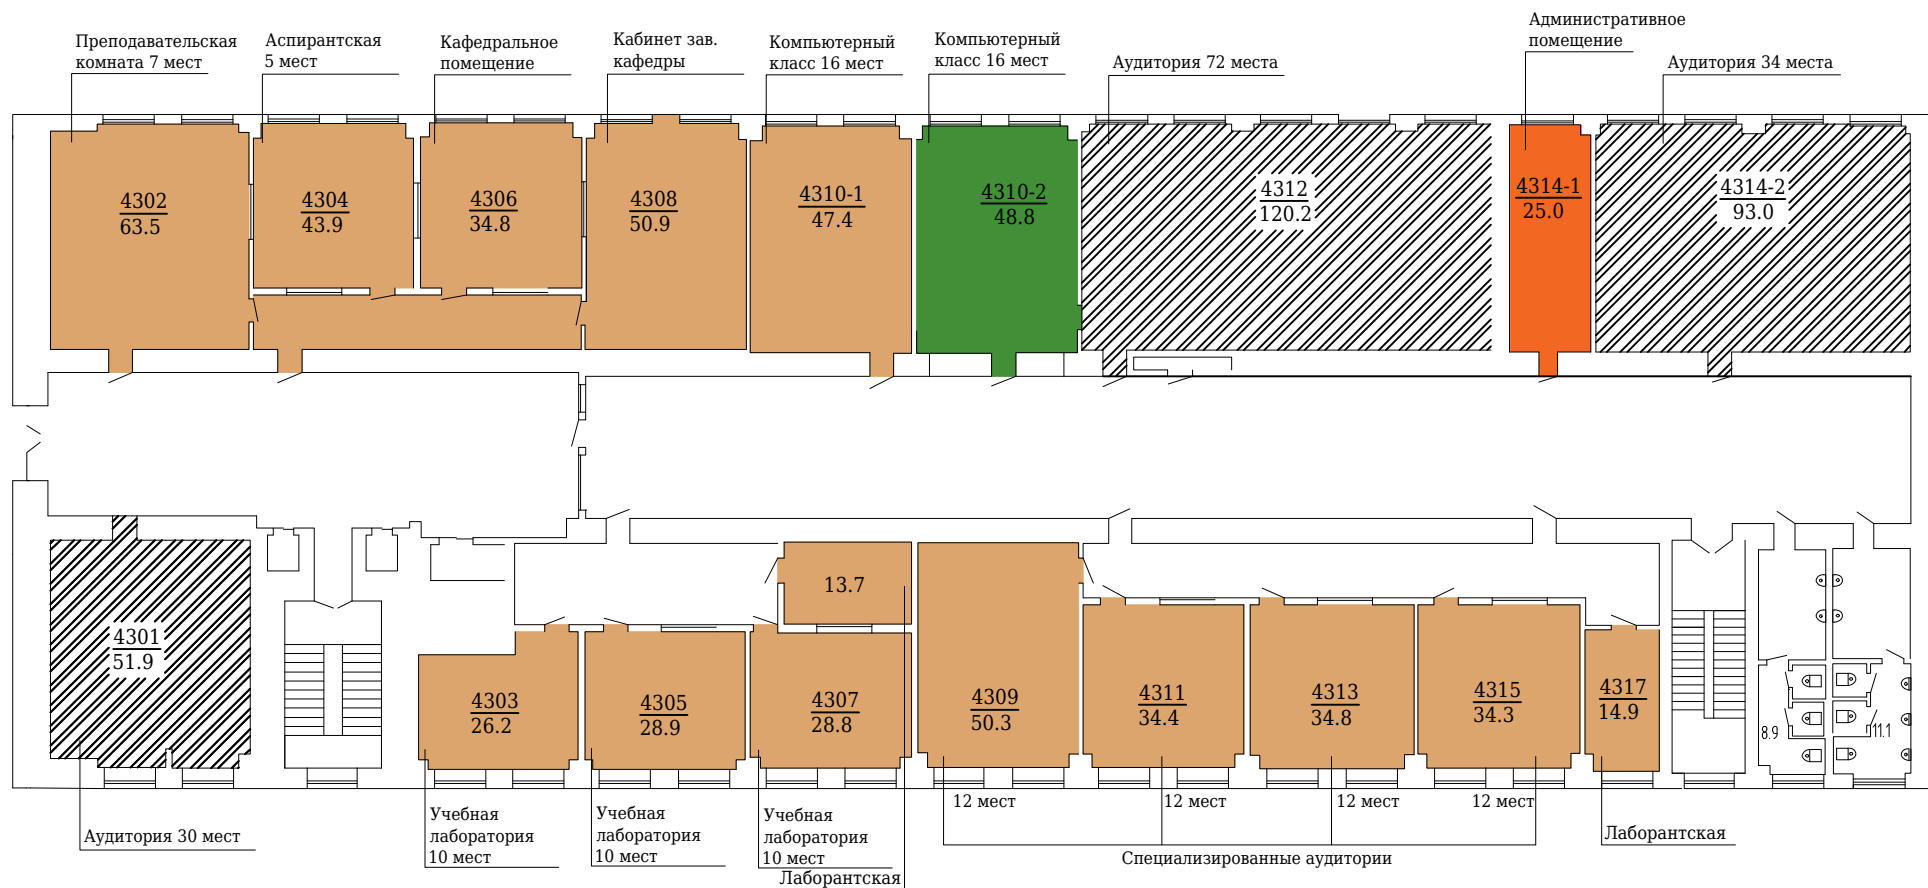 Преподавательская
комната 7 мест
Аспирантская
5 мест
Кафедральное
помещение
Кабинет зав.
кафедры
Компьютерный
класс 16 мест
Компьютерный
класс 16 мест
Аудитория 72 места
Административное
помещение
Аудитория 34 места
4302
63.5
4304
43.9
4306
34.8
4308
50.9
4310-1
47.4
4310-2
48.8
4312
120.2
4314-1
25.0
4314-2
93.0
4301
51.9
4303
26.2
4305
28.9
13.7
4307
28.8
4309
50.3
4311
34.4
4313
34.8
4315
34.3
4317
14.9
8.9
11.1
Аудитория 30 мест
Учебная
лаборатория
10 мест
Учебная
лаборатория
10 мест
Учебная
лаборатория
10 мест
Лаборантская
12 мест
12 мест
12 мест
12 мест
Специализированные аудитории
Лаборантская